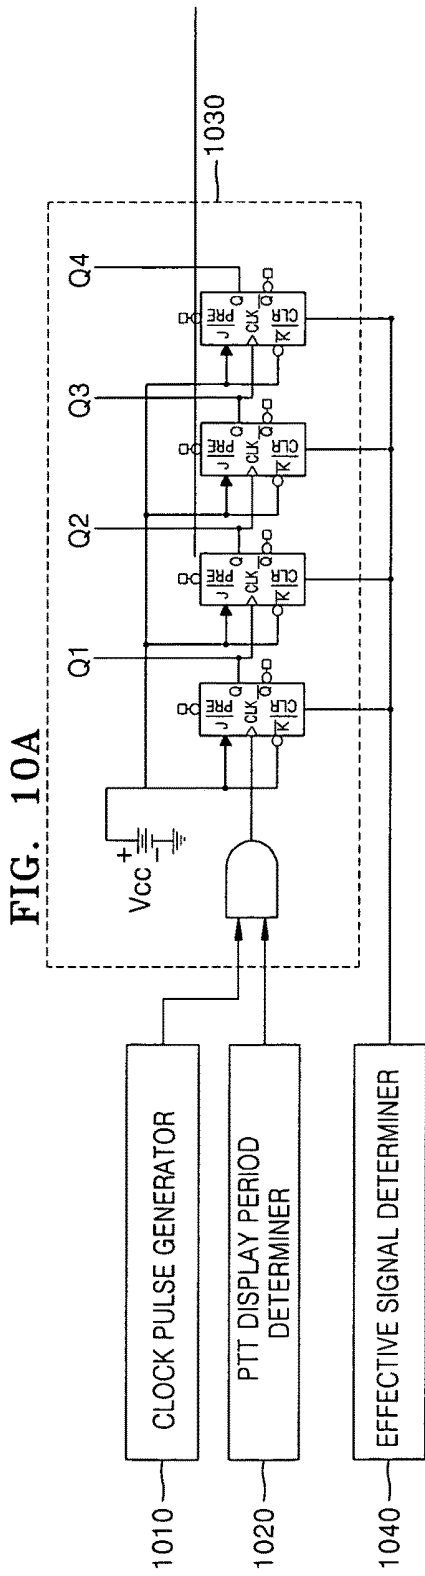 FIG. 10A
Q1
Q2
Q3
Q4
1030
Vcc
+
−
J
PRE
Q
CLK
K
CLR
Q
J
PRE
Q
CLK
K
CLR
Q
J
PRE
Q
CLK
K
CLR
Q
J
PRE
Q
CLK
K
CLR
Q
1010
CLOCK PULSE GENERATOR
1020
PTT DISPLAY PERIOD
DETERMINER
1040
EFFECTIVE SIGNAL DETERMINER